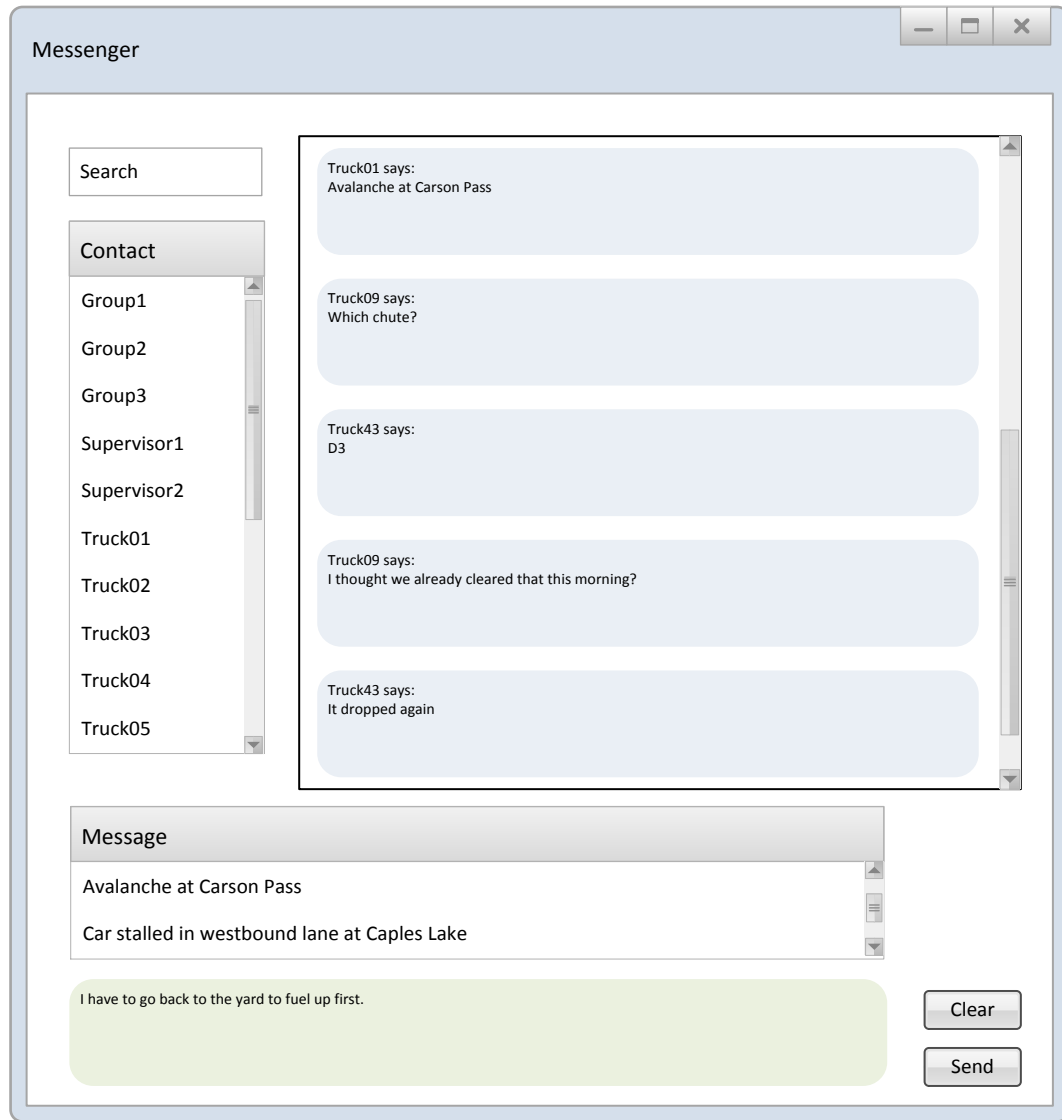 Messenger
Search
Contact
Group1
Group2
Group3
Supervisor1
Supervisor2
Truck01
Truck02
Truck03
Truck04
Truck05
Truck01 says:
Avalanche at Carson Pass
Truck09 says:
Which chute?
Truck43 says:
D3
Truck09 says:
I thought we already cleared that this morning?
Truck43 says:
It dropped again
Message
Avalanche at Carson Pass
Car stalled in westbound lane at Caples Lake
I have to go back to the yard to fuel up first.
Clear
Send